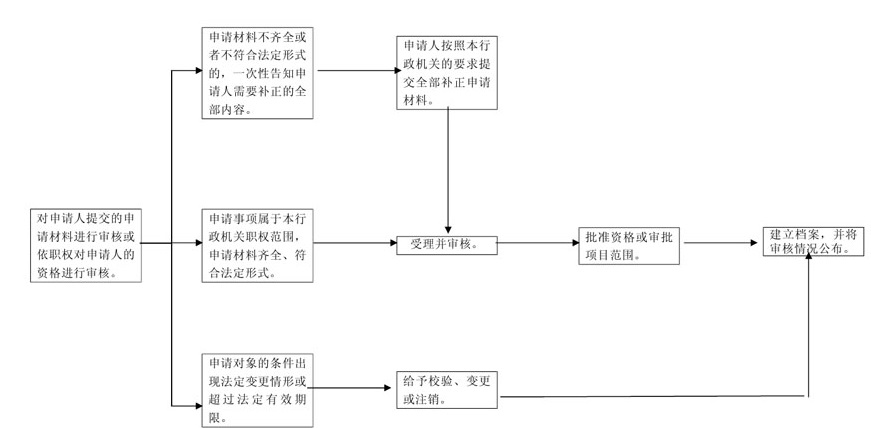 申请材料不齐全或
者不符合法定形式
的，一次性告知申
请人需要补正的全
部内容。
申请人按照本行
政机关的要求提
交全部补正申请
材料。
对申请人提交的申
请材料进行审核或
依职权对申请人的
资格进行审核。
申请事项属于本行
政机关职权范围，
申请材料齐全、符
合法定形式。
受理并审核。
批准资格或审批
项目范围。
建立档案，并将
审核情况公布。
申请对象的条件出
现法定变更情形或
超过法定有效期
限。
给予校验、变更
或注销。